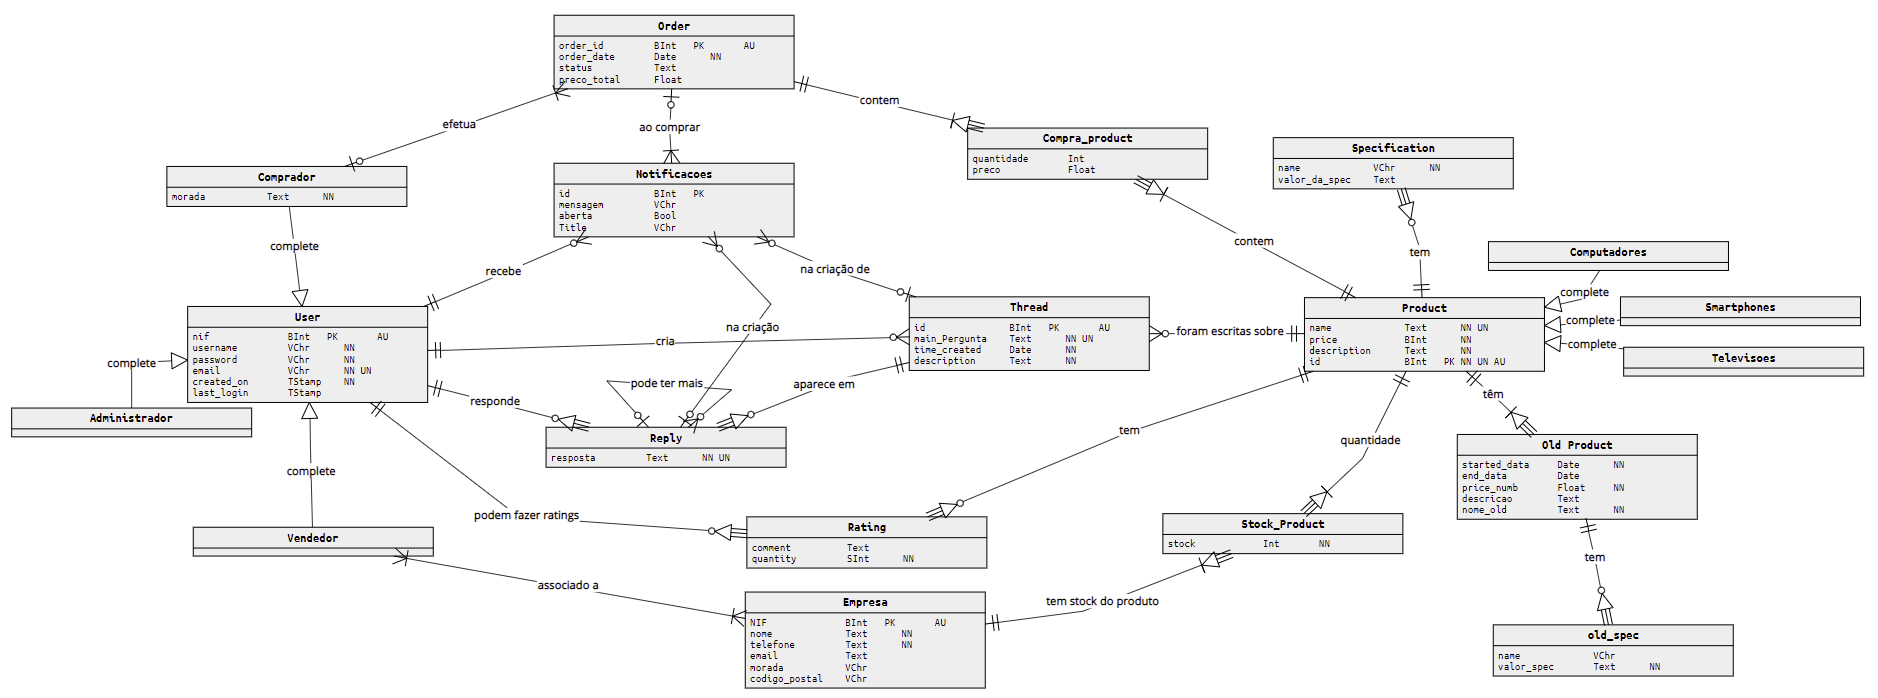 Order
order_id BInt PK AU
order_date Date NN
status Text
preco_total Float
contem
efetua
ao comprar
Compra_product
quantidade Int
preco Float
Specification
name VChr NN
valor_da_spec Text
Comprador
morada Text NN
Notificacoes
id BInt PK
mensagem VChr
aberta Bool
Title VChr
complete
recebe
na criação de
contem
tem
Computadores
complete
Smartphones
complete
Televisoes
complete
User
nif BInt PK AU
username VChr NN
password VChr NN
email VChr NN UN
created_on TStamp NN
last_login TStamp
Thread
id BInt PK AU
main_Pergunta Text NN UN
time_created Date NN
description Text NN
foram escritas sobre
Product
name Text NN UN
price BInt NN
description Text NN
id BInt PK NN UN AU
na criação
cria
complete
pode ter mais
aparece em
responde
têm
Administrador
Reply
resposta Text NN UN
tem
quantidade
Old Product
started_data Date NN
end_data Date
price_numb Float NN
descricao Text
nome_old Text NN
complete
podem fazer ratings
Vendedor
Rating
comment Text
quantity SInt NN
Stock_Product
stock Int NN
tem
associado a
tem stock do produto
Empresa
NIF BInt PK AU
nome Text NN
telefone Text NN
email Text
morada VChr
codigo_postal VChr
old_spec
name VChr
valor_spec Text NN